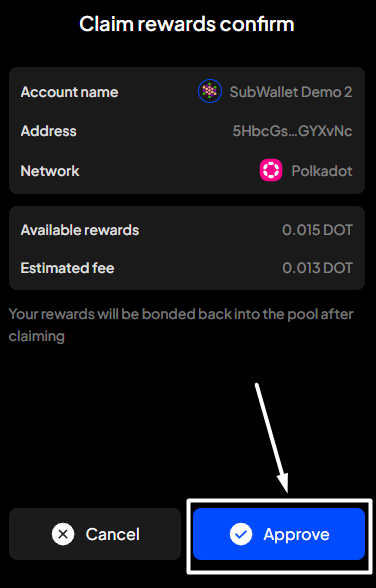 Claim rewards confirm
Account name SubWallet Demo 2
Address 5HbcGs...GYXvNc
Network Polkadot
Available rewards 0.015 DOT
Estimated fee 0.013 DOT
Your rewards will be bonded back into the pool after
claiming
Cancel Approve